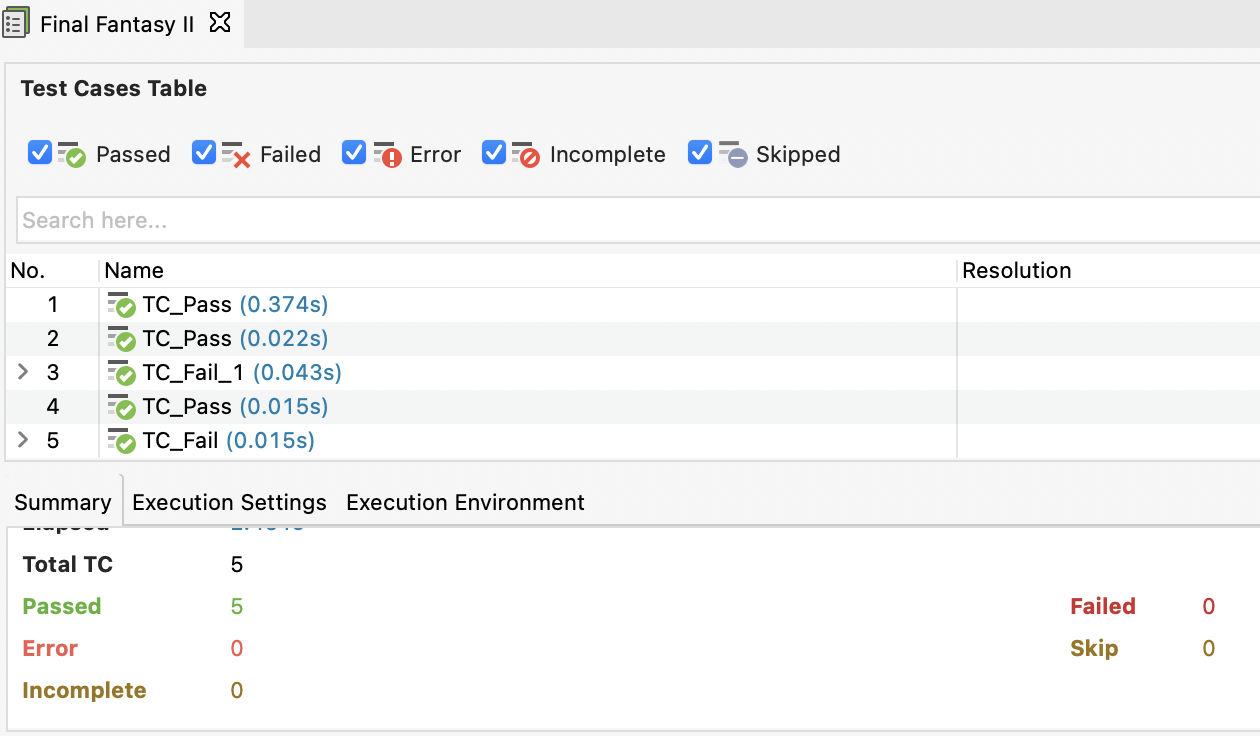 Final Fantasy II
Test Cases Table
Passed Failed Error Incomplete Skipped
Search here...
No. Name Resolution
1 TC_Pass (0.374s)
2 TC_Pass (0.022s)
3 TC_Fail_1 (0.043s)
4 TC_Pass (0.015s)
5 TC_Fail (0.015s)
Summary Execution Settings Execution Environment
Elapsed
Total TC 5
Passed 5 Failed 0
Error 0 Skip 0
Incomplete 0